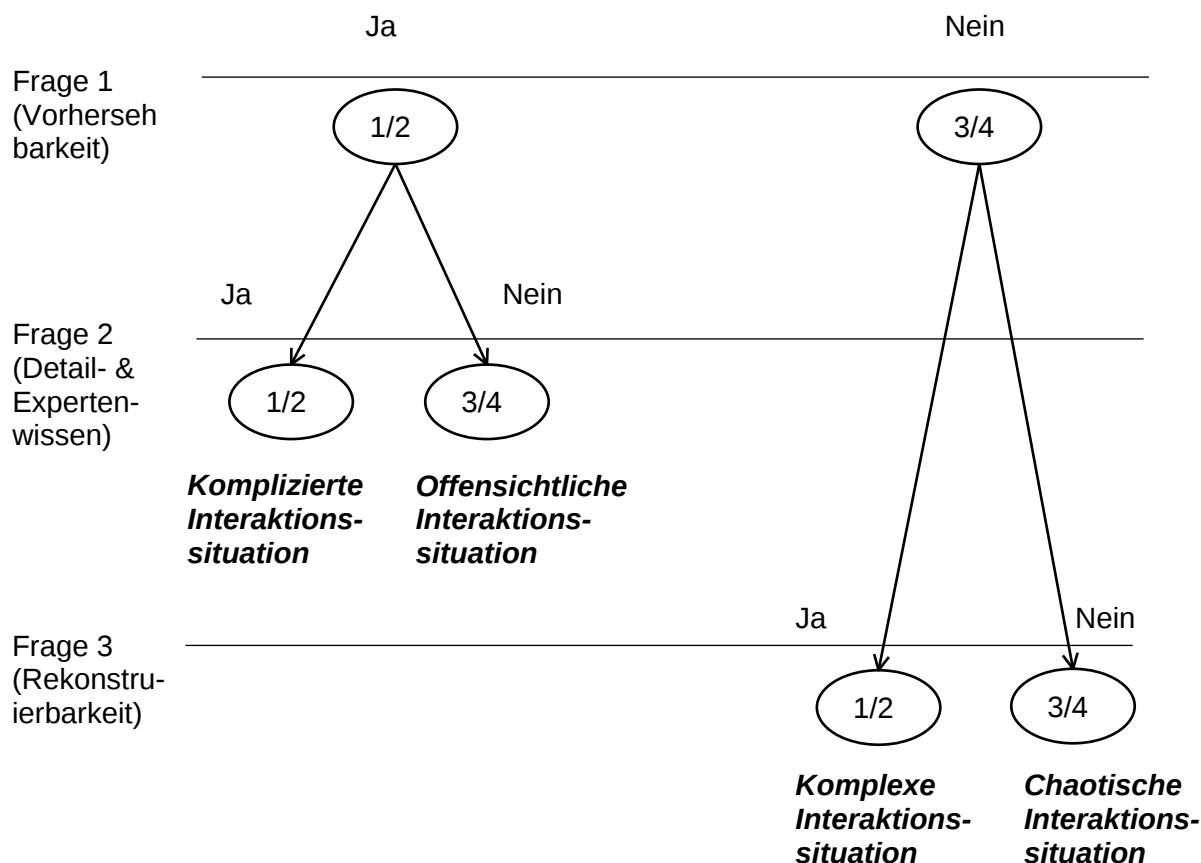 Ja Nein
Frage 1
(Vorherseh
barkeit)
1/2 3/4
Ja Nein
Frage 2
(Detail- &
Experten-
wissen)
1/2 3/4
Komplizierte
Interaktions-
situation
Offensichtliche
Interaktions-
situation
Ja Nein
Frage 3
(Rekonstru-
ierbarkeit)
1/2 3/4
Komplexe
Interaktions-
situation
Chaotische
Interaktions-
situation